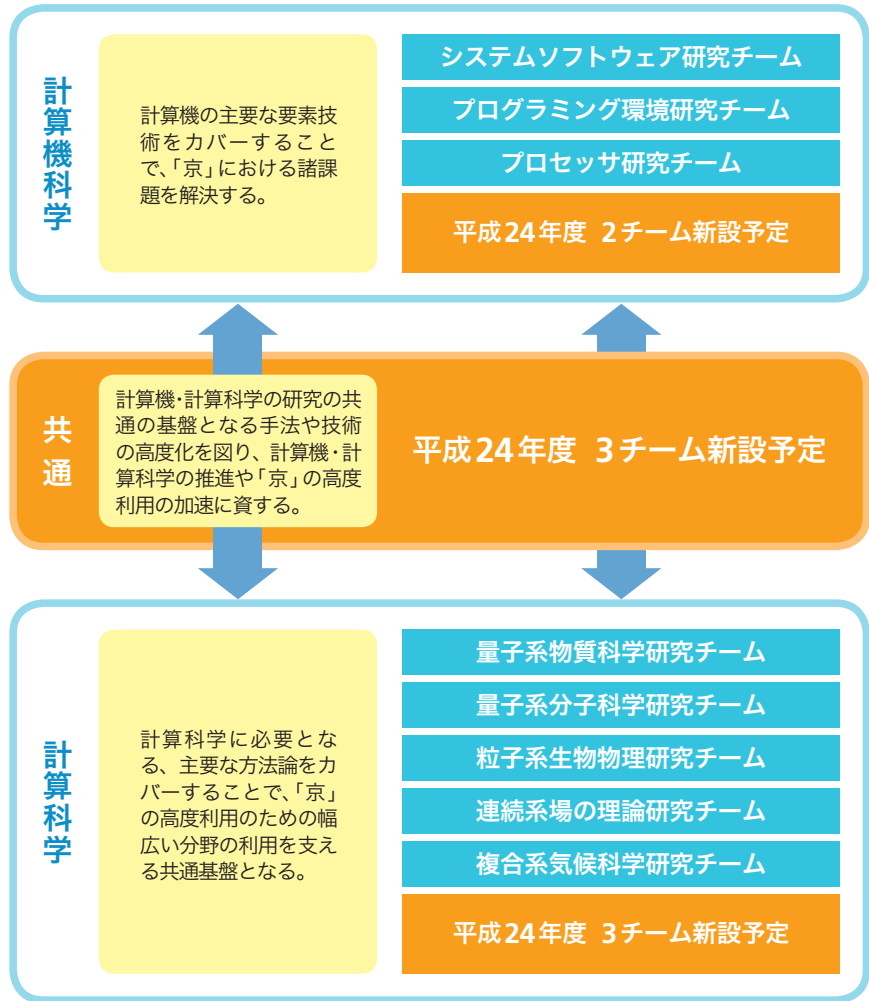 計算機科学
計算機の主要な要素技
術をカバーすること
で、「京」における諸課
題を解決する。
システムソフトウェア研究チーム
プログラミング環境研究チーム
プロセッサ研究チーム
平成24年度 2チーム新設予定
共通
計算機・計算科学の研究の共
通の基盤となる手法や技術
の高度化を図り、計算機・計
算科学の推進や「京」の高度
利用の加速に資する。
平成24年度 3チーム新設予定
計算科学
計算科学に必要とな
る、主要な方法論をカ
バーすることで、「京」
の高度利用のための幅
広い分野の利用を支え
る共通基盤となる。
量子系物質科学研究チーム
量子系分子科学研究チーム
粒子系生物物理研究チーム
連続系場の理論研究チーム
複合系気候科学研究チーム
平成24年度 3チーム新設予定